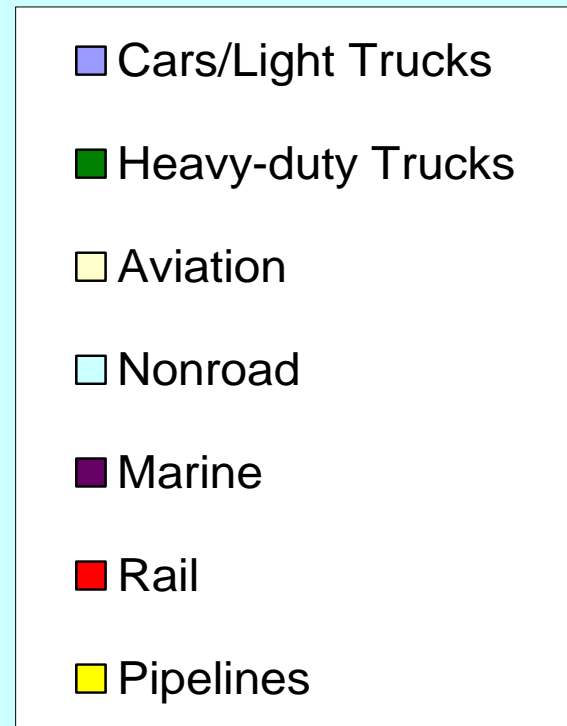 Cars/Light Trucks
Heavy-duty Trucks
Aviation
Nonroad
Marine
Rail
Pipelines